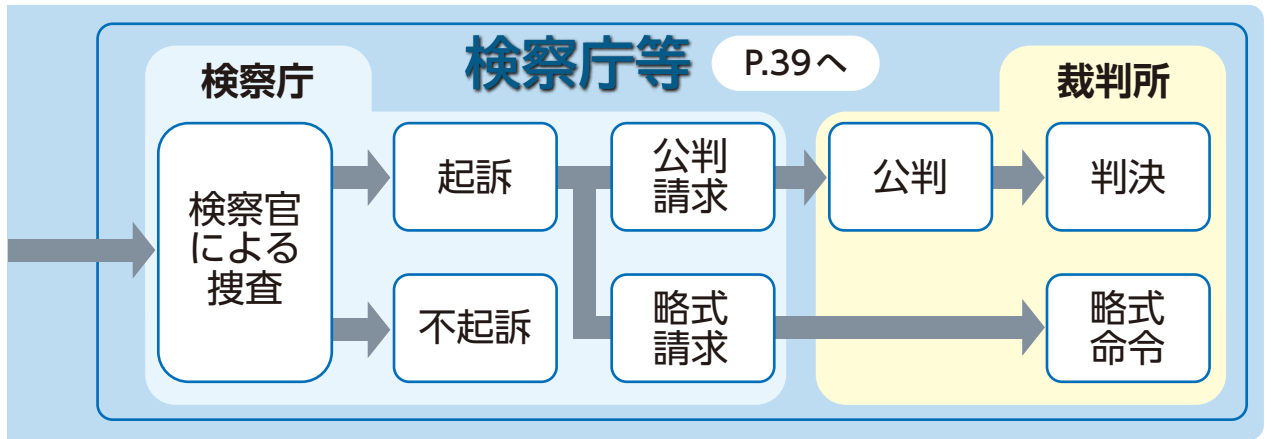 検察庁等
P.39へ
検察庁
裁判所
検察官
による
捜査
起訴
公判
請求
公判
判決
不起訴
略式
請求
略式
命令